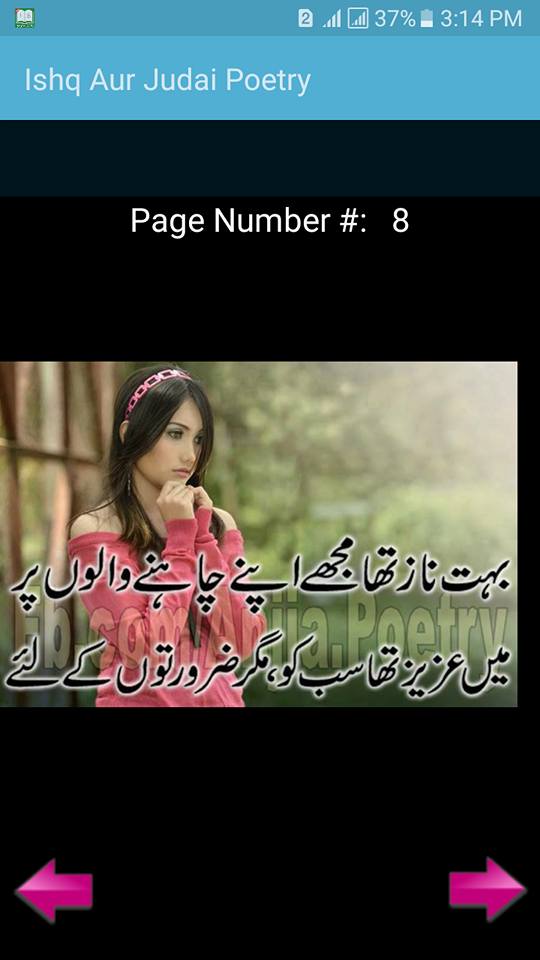 2 37% 3:14 PM
Ishq Aur Judai Poetry
Page Number #: 8
بہت ناز تھا مجھے اپنے چاہنے والوں پر
Fb.com/Anjja.Poetry
میں عزیز تھا سب کو، مگر ضرورتوں کے لئے